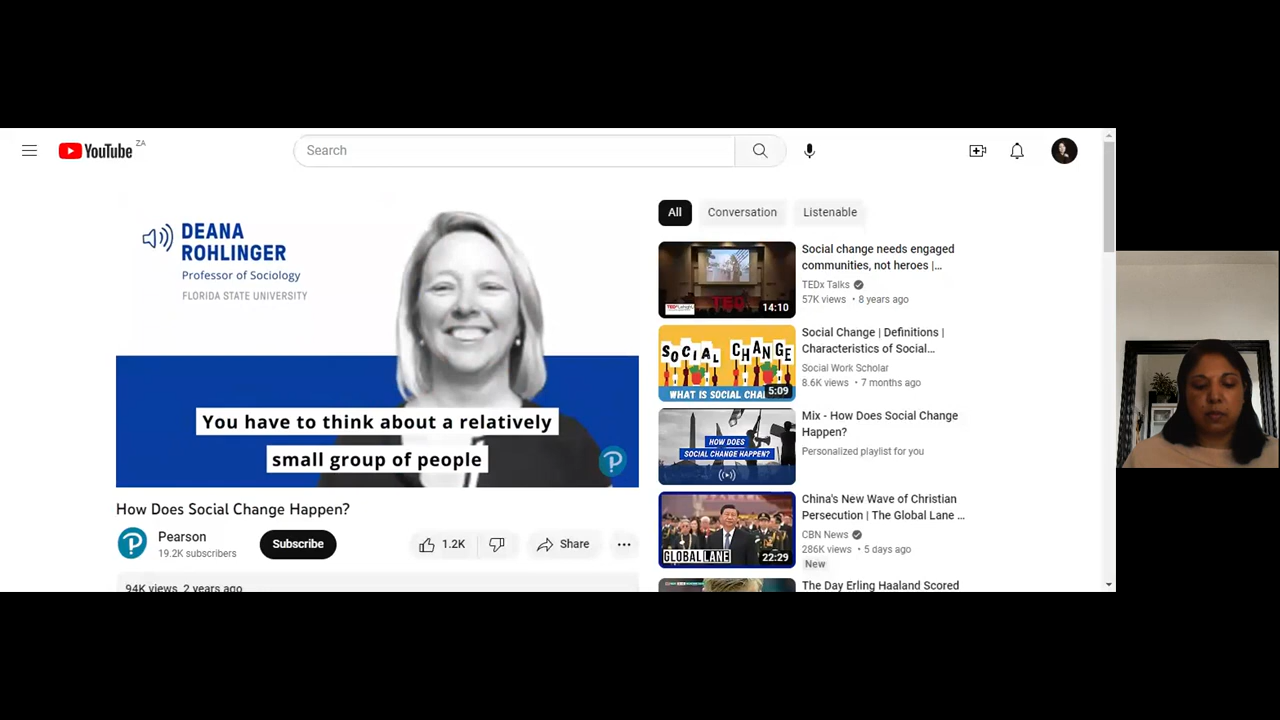 YouTube ZA
Search
DEANA
ROHLINGER
Professor of Sociology
FLORIDA STATE UNIVERSITY
You have to think about a relatively
small group of people
How Does Social Change Happen?
Pearson
19.2K subscribers
Subscribe
1.2K
Share
94K views 2 years ago
All
Conversation
Listenable
TED
14:10
Social change needs engaged
communities, not heroes |...
TEDx Talks
57K views • 8 years ago
SOCIAL CHANGE
WHAT IS SOCIAL CHA
5:09
Social Change | Definitions |
Characteristics of Social...
Social Work Scholar
8.6K views • 7 months ago
HOW DOES
SOCIAL CHANGE HAPPEN?
Mix - How Does Social Change
Happen?
Personalized playlist for you
GLOBAL LANE
22:29
China's New Wave of Christian
Persecution | The Global Lane ...
CBN News
286K views • 5 days ago
New
The Day Erling Haaland Scored